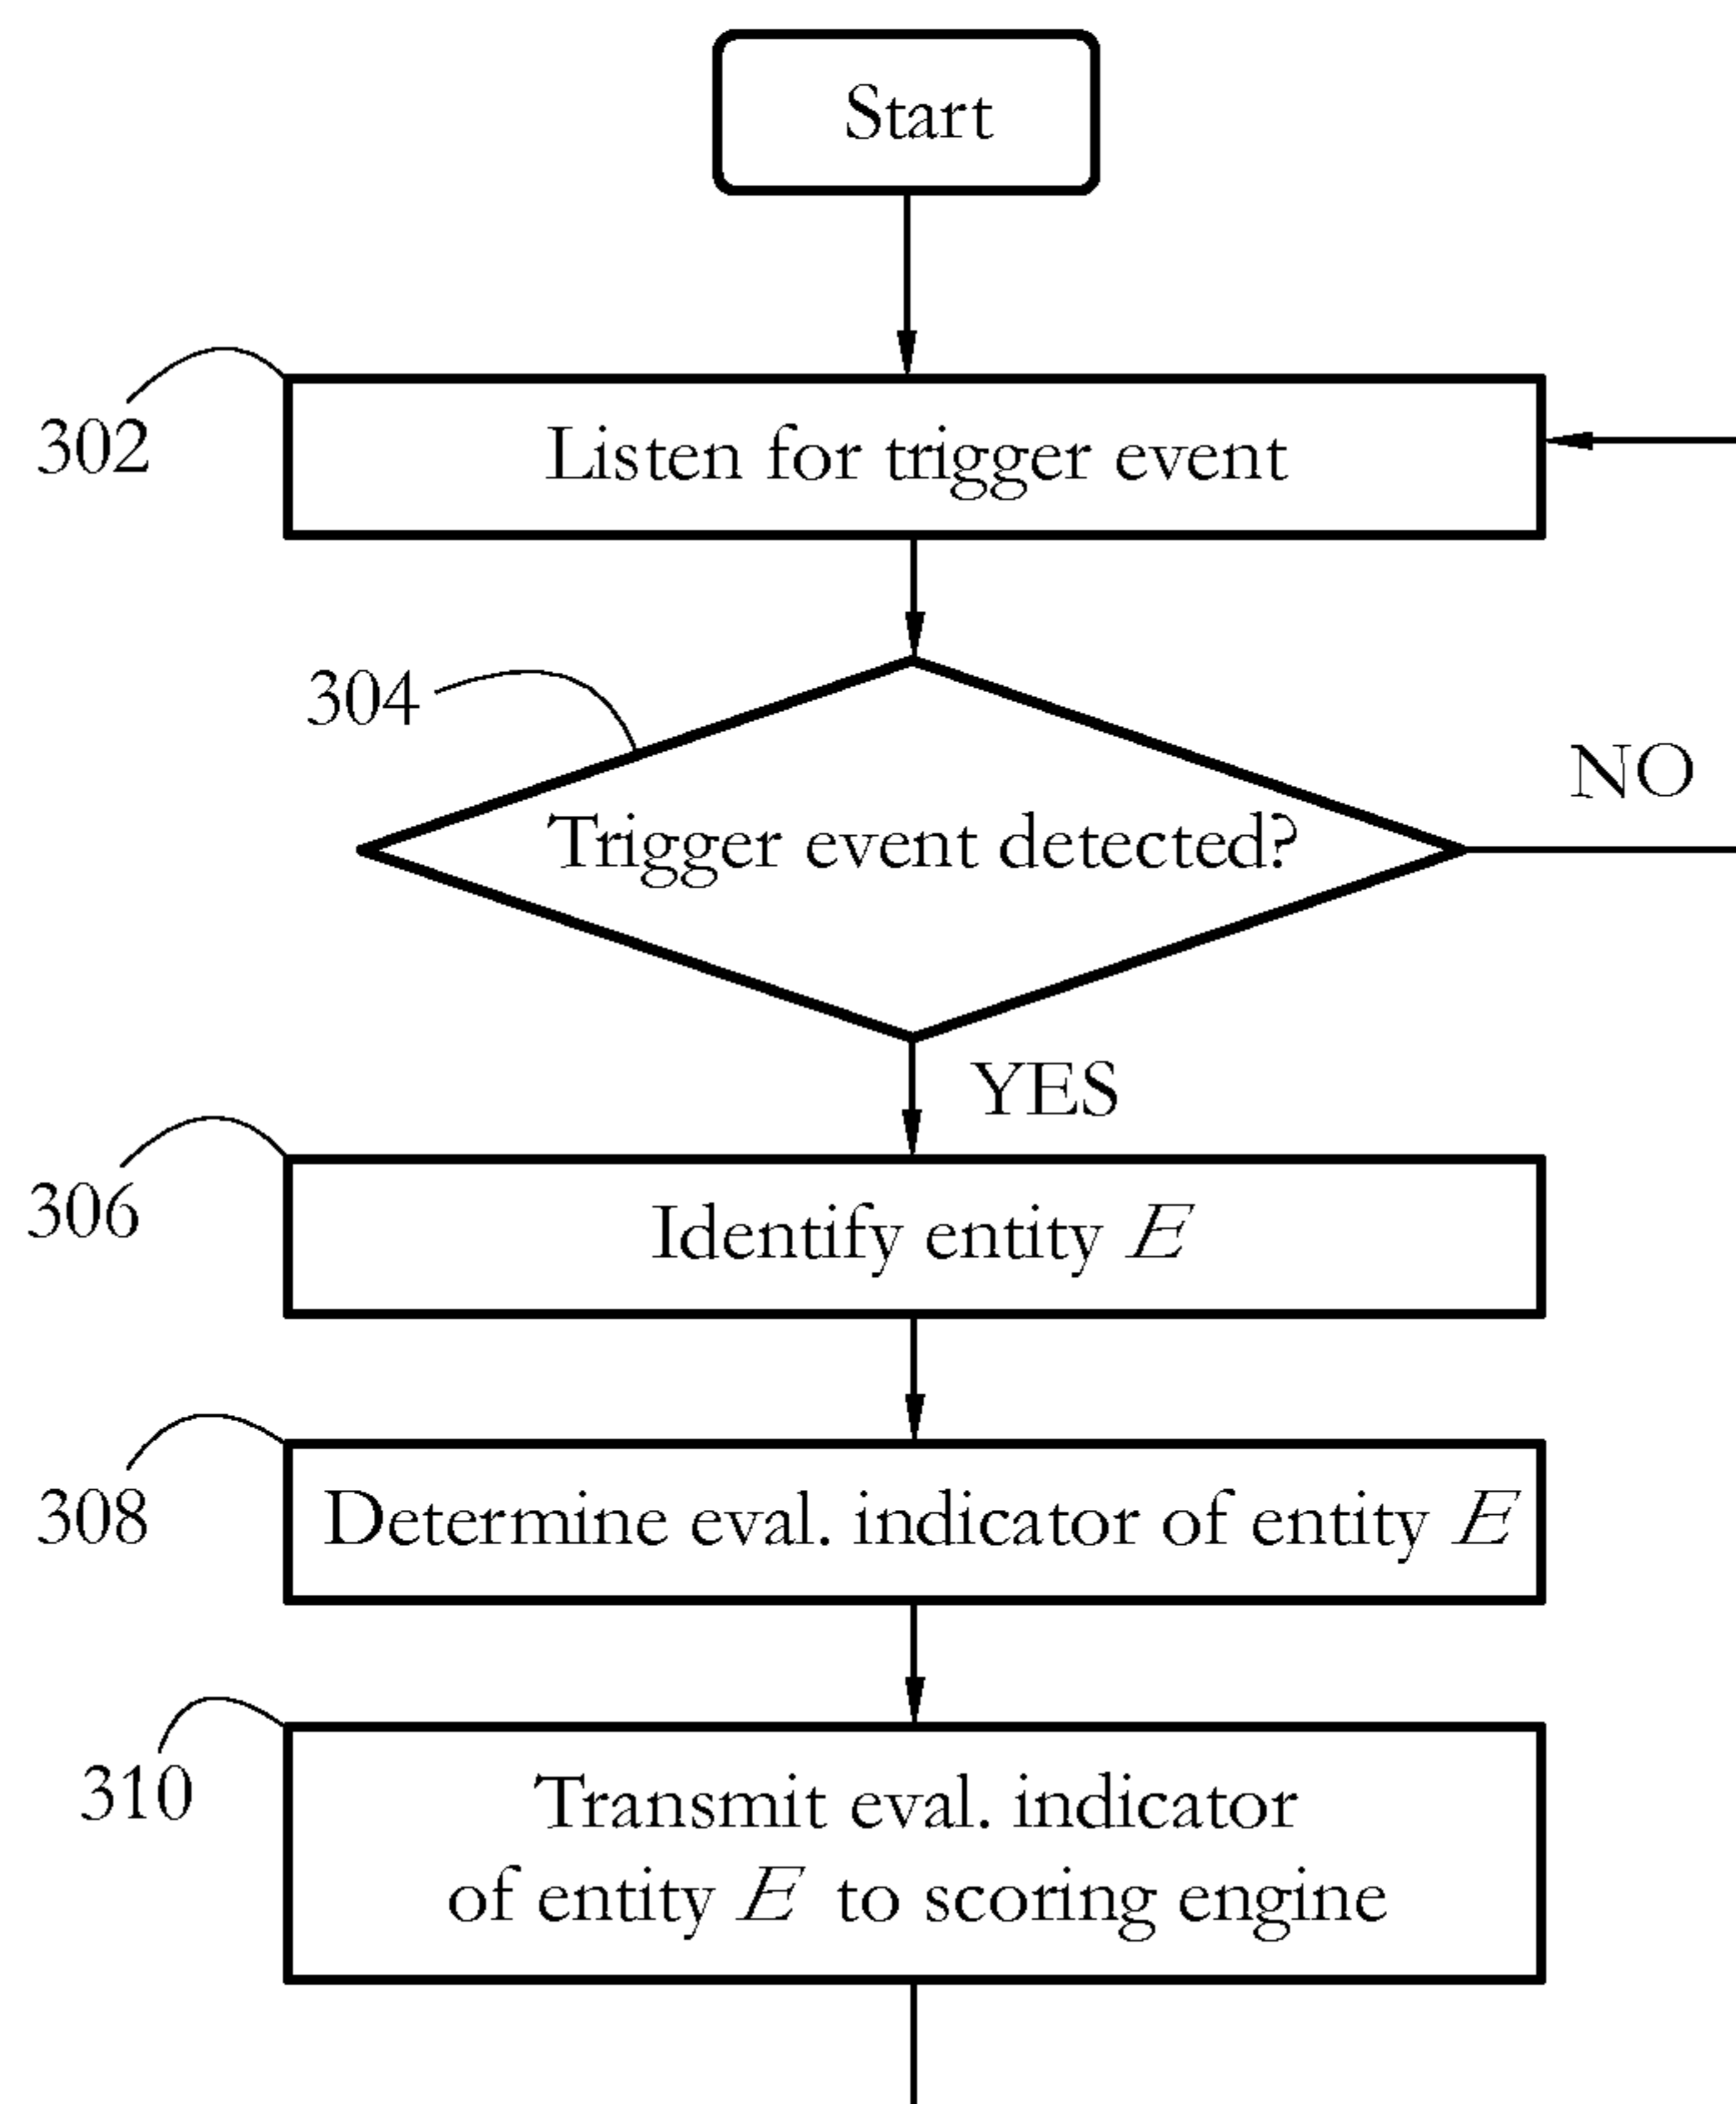 Start
302
Listen for trigger event
304
NO
Trigger event detected?
YES
306
Identify entity E
308
Determine eval. indicator of entity E
310
Transmit eval. indicator
of entity E to scoring engine